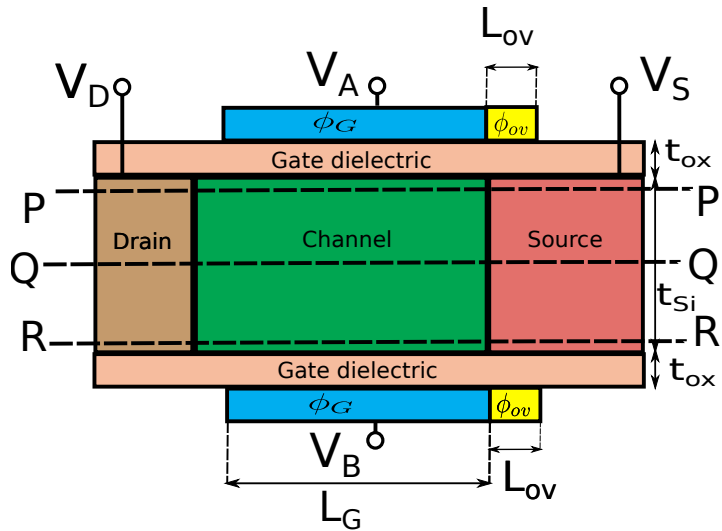 L_ov
V_D
V_A
V_S
ϕ_G
ϕ_ov
Gate dielectric
t_ox
P
P
Drain
Channel
Source
Q
Q
t_Si
R
R
Gate dielectric
t_ox
ϕ_G
ϕ_ov
V_B
L_ov
L_G